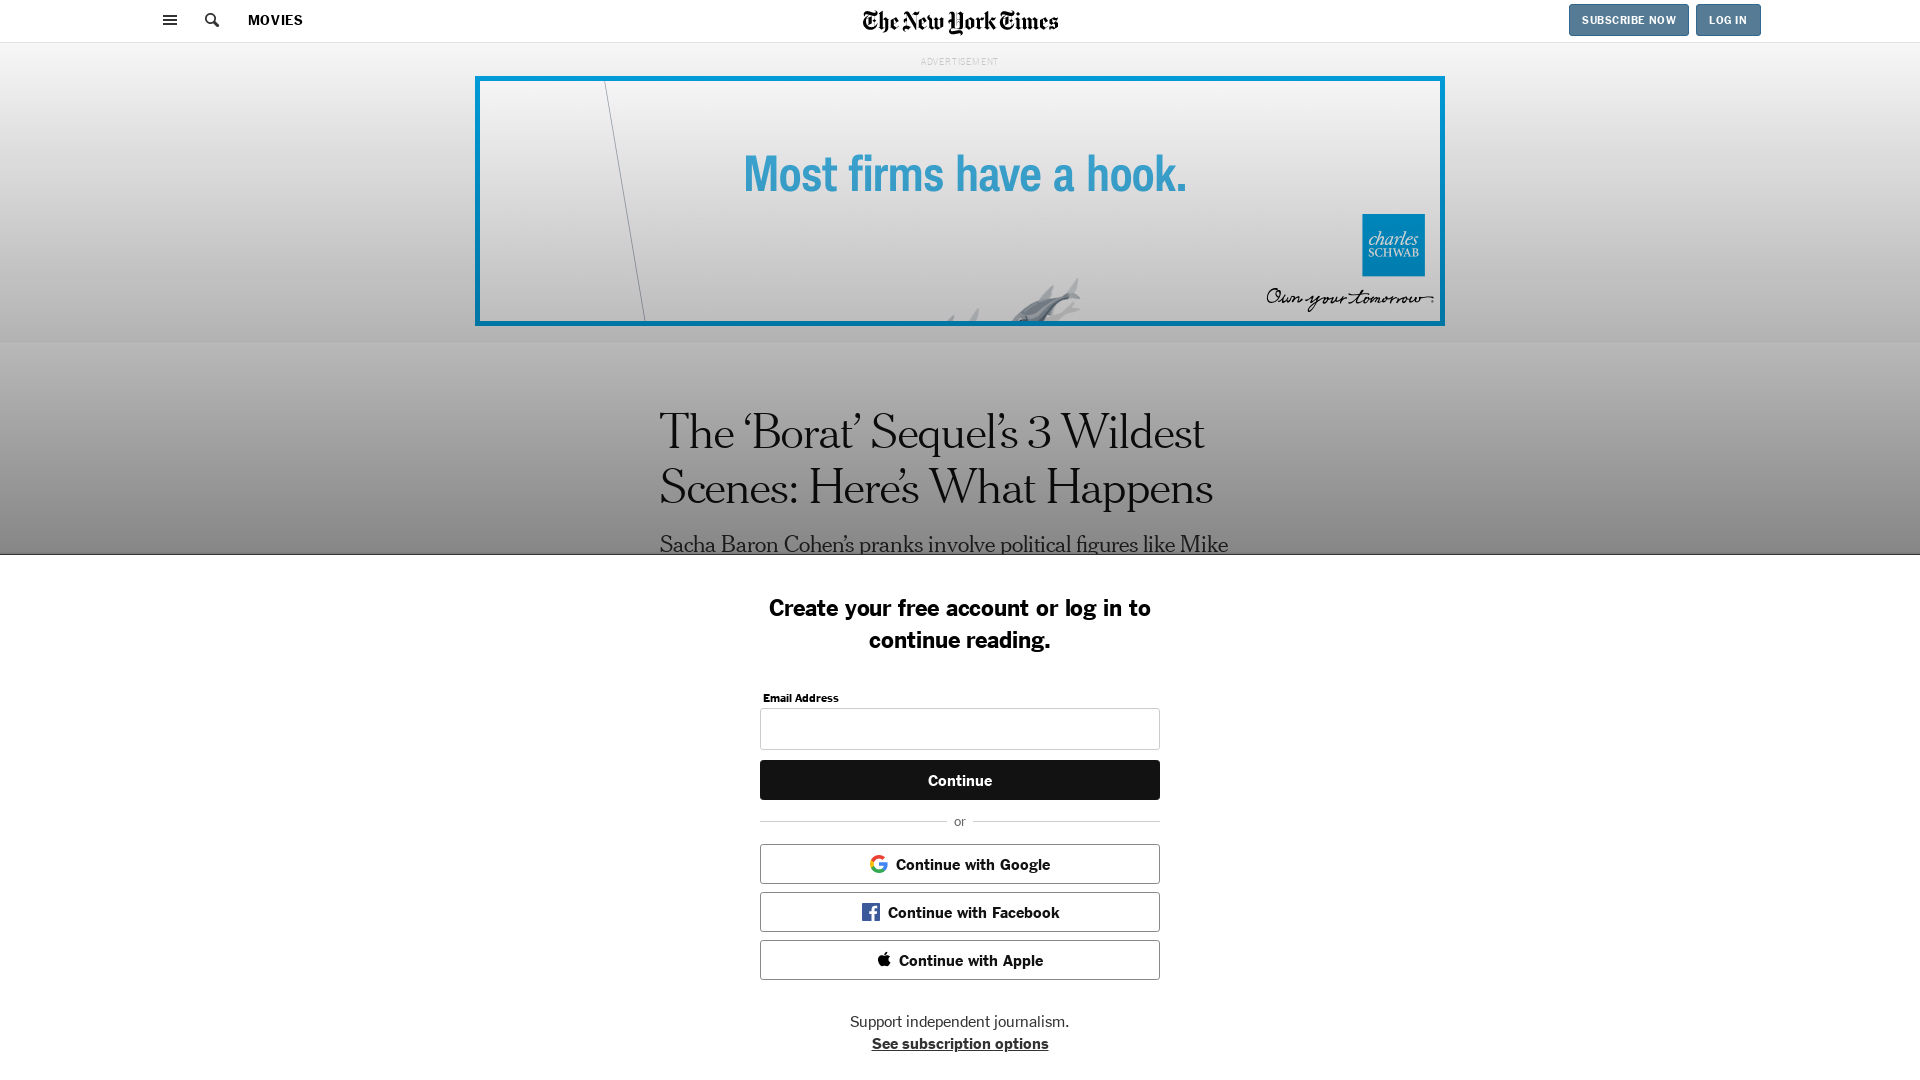 MOVIES
The New York Times
SUBSCRIBE NOW
LOG IN
ADVERTISEMENT
Most firms have a hook.
charles
SCHWAB
Own your tomorrow
The ‘Borat’ Sequel’s 3 Wildest
Scenes: Here’s What Happens
Sacha Baron Cohen’s pranks involve political figures like Mike
Create your free account or log in to
continue reading.
Email Address
Continue
or
Continue with Google
Continue with Facebook
Continue with Apple
Support independent journalism.
See subscription options